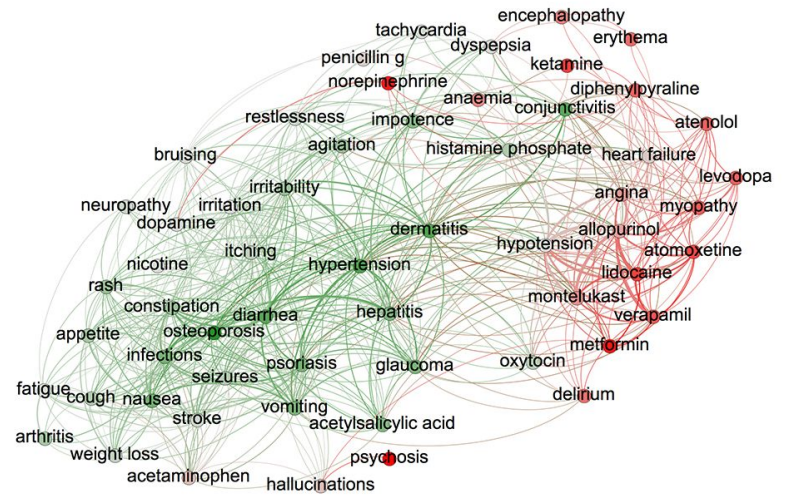 encephalopathy
tachycardia
erythema
dyspepsia
penicillin g
ketamine
norepinephrine
diphenylpyraline
anaemia
conjunctivitis
restlessness
impotence
atenolol
agitation
histamine phosphate
heart failure
bruising
levodopa
irritability
angina
neuropathy
irritation
myopathy
dopamine
dermatitis
allopurinol
hypotension
itching
atomoxetine
nicotine
hypertension
lidocaine
rash
montelukast
constipation
hepatitis
diarrhea
verapamil
appetite
osteoporosis
metformin
infections
psoriasis
glaucoma
oxytocin
seizures
fatigue
cough
nausea
delirium
vomiting
stroke
acetylsalicylic acid
arthritis
weight loss
psychosis
acetaminophen
hallucinations